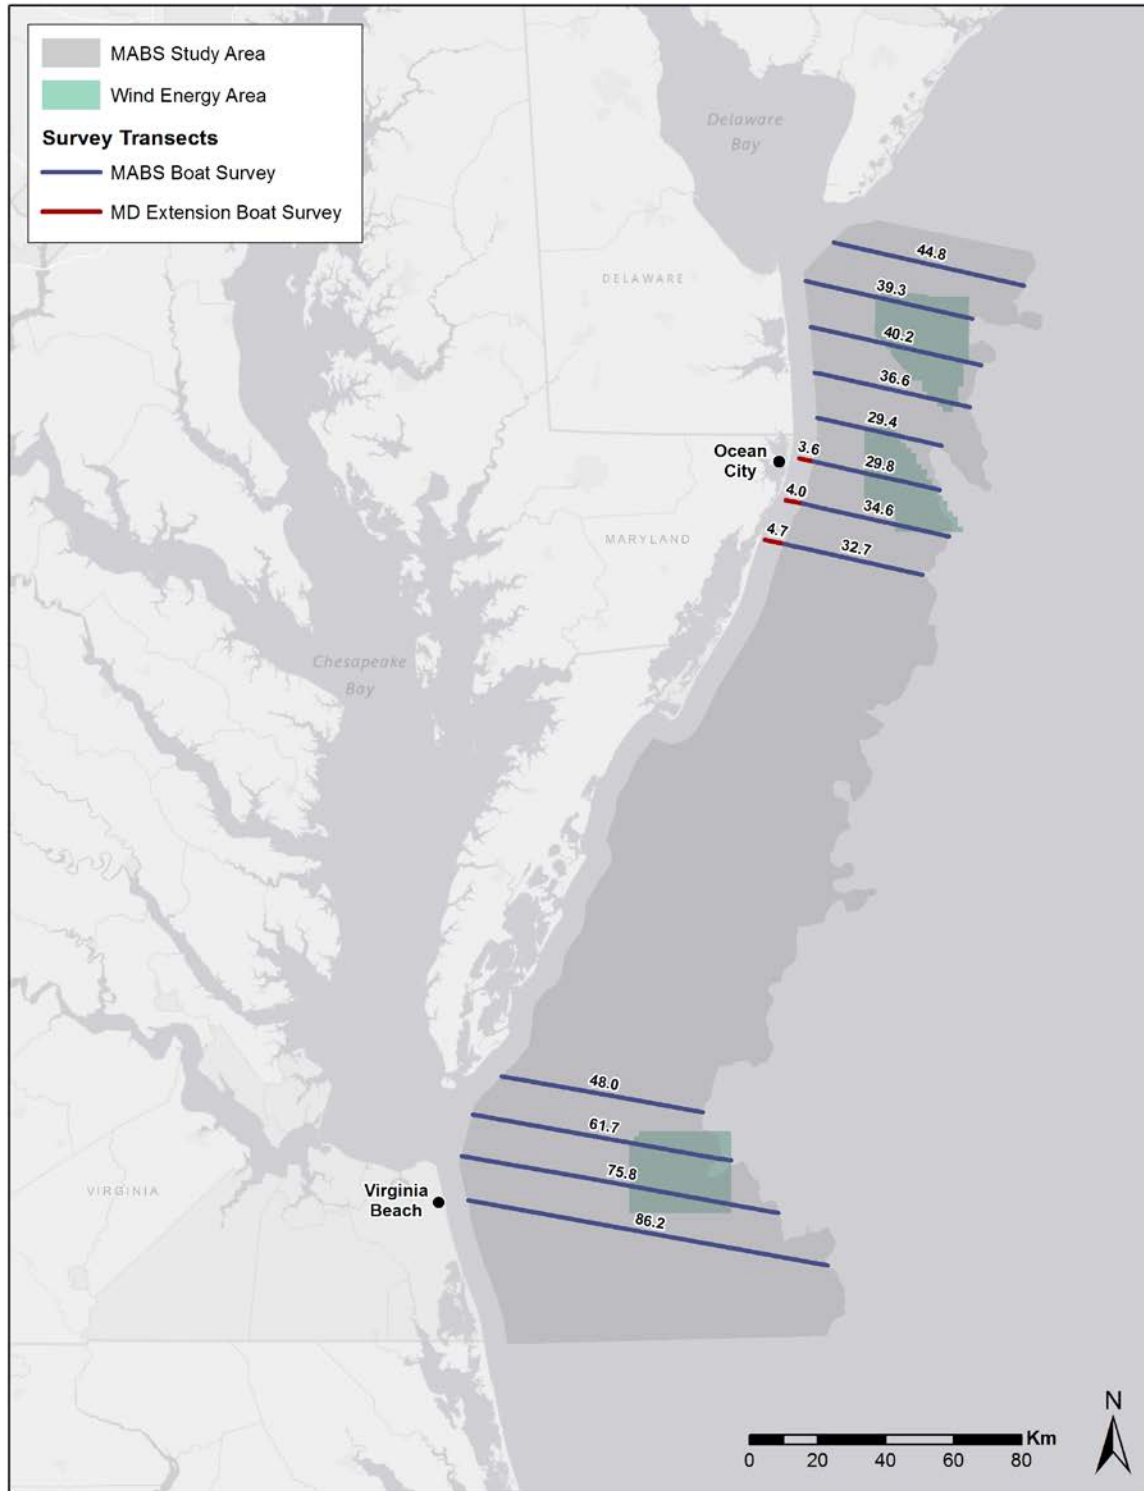 MABS Study Area
Wind Energy Area
Survey Transects
MABS Boat Survey
MD Extension Boat Survey
Delaware
Bay
DELAWARE
44.8
39.3
40.2
36.6
29.4
Ocean
City
3.6
29.8
4.0
34.6
MARYLAND
4.7
32.7
Chesapeake
Bay
48.0
61.7
75.8
VIRGINIA
Virginia
Beach
86.2
N
Km
0 20 40 60 80